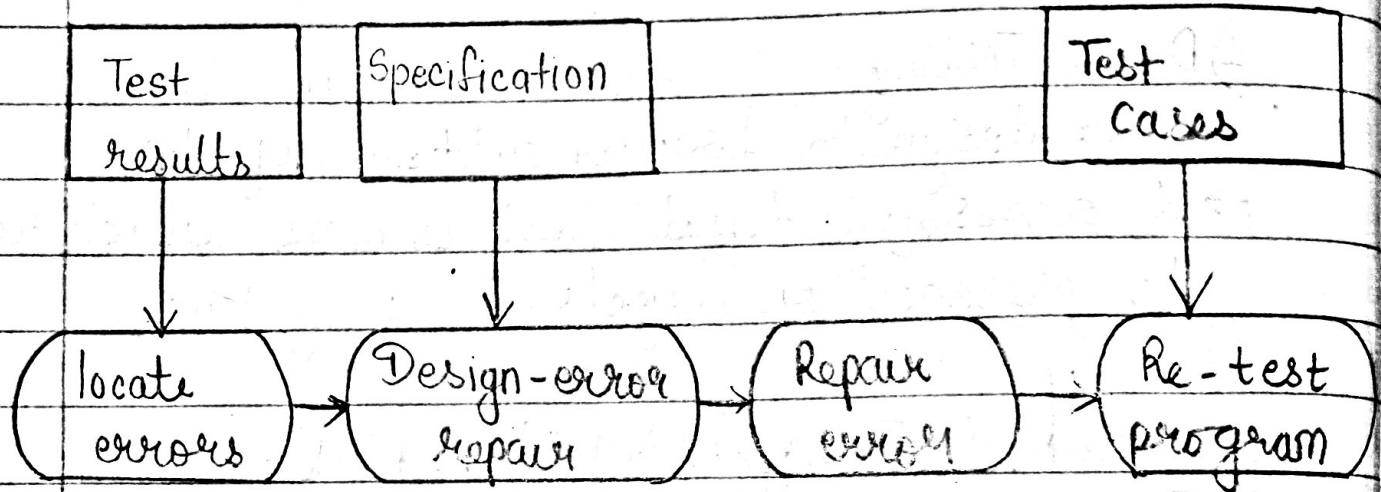 Test
results
Specification
Test
cases
locate
errors
Design-error
repair
Repair
error
Re-test
program